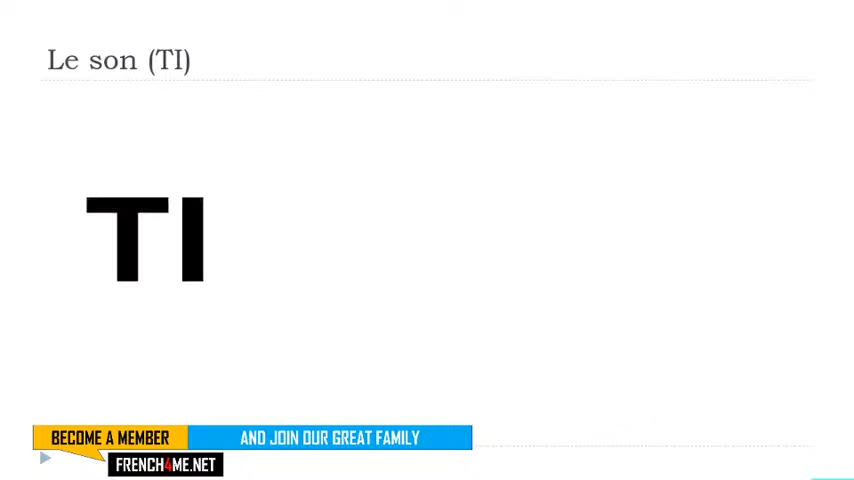 Le son (TI)
TI
BECOME A MEMBER
AND JOIN OUR GREAT FAMILY
FRENCH4ME.NET